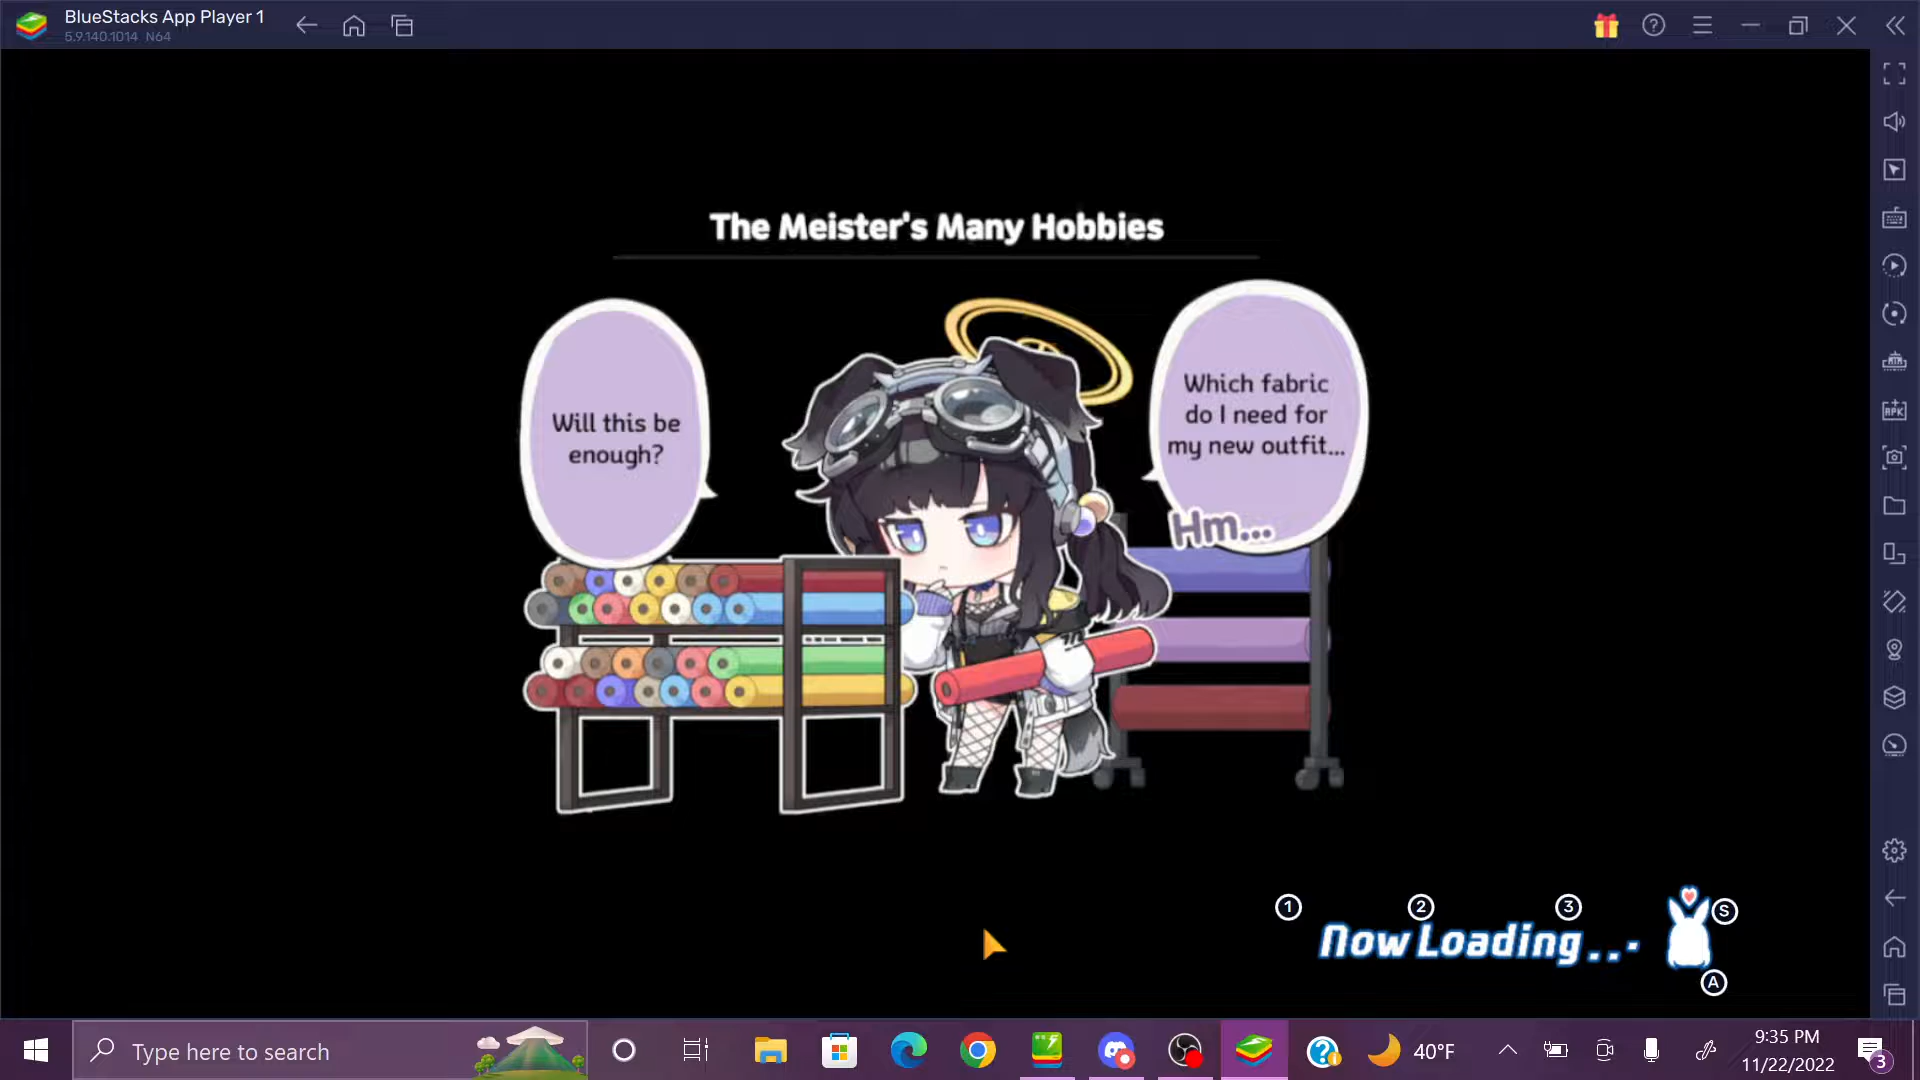 BlueStacks App Player 1
5.9.140.1014 N64
The Meister's Many Hobbies
Will this be
enough?
Which fabric
do I need for
my new outfit...
Hm...
1
2
3
S
Now Loading...
A
Type here to search
40°F
9:35 PM
11/22/2022
3